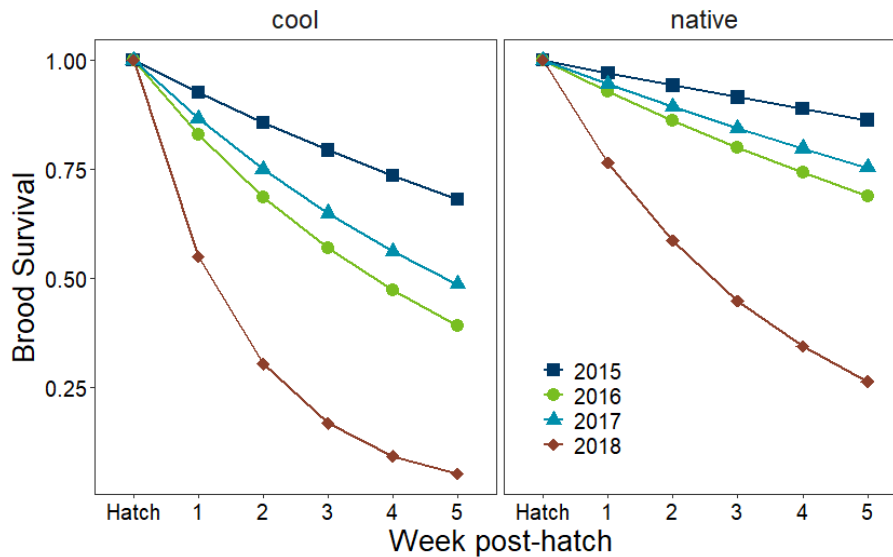 cool
native
1.00
0.75
0.50
0.25
Brood Survival
2015
2016
2017
2018
Hatch 1 2 3 4 5
Hatch 1 2 3 4 5
Week post-hatch